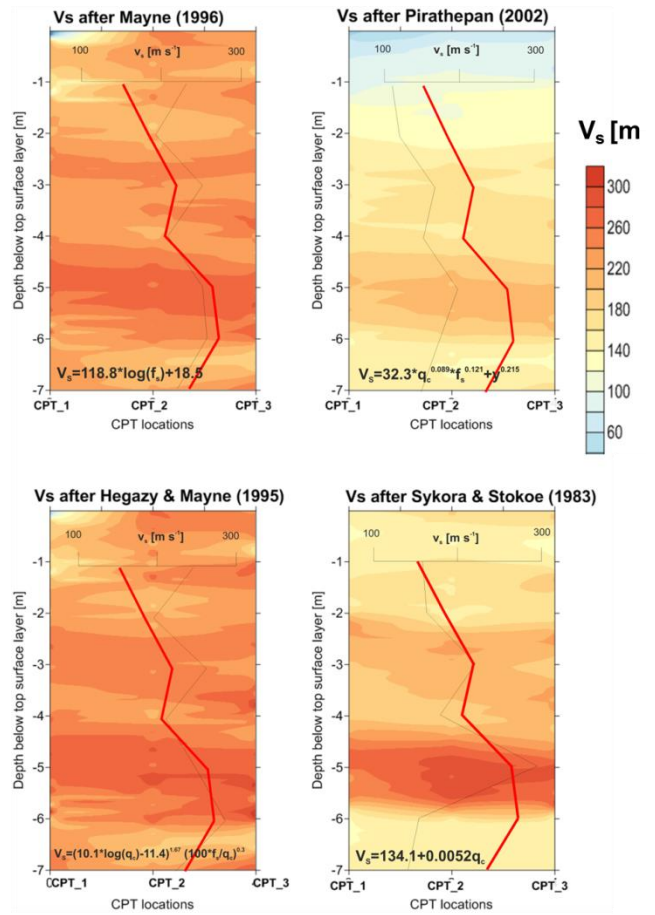 Vs after Mayne (1996)
100 300
vₛ [m s⁻¹]
Depth below top surface layer [m]
-1
-2
-3
-4
-5
-6
-7
Vₛ=118.8*log(fₛ)+18.5
CPT_1 CPT_2 CPT_3
CPT locations
Vs after Pirathepan (2002)
100 300
vₛ [m s⁻¹]
Depth below top surface layer [m]
-1
-2
-3
-4
-5
-6
-7
Vₛ=32.3*q꜀⁰·⁰⁸⁹*fₛ⁰·¹²¹+y⁰·²¹⁵
CPT_1 CPT_2 CPT_3
CPT locations
Vₛ [m
300
260
220
180
140
100
60
Vs after Hegazy & Mayne (1995)
100 300
vₛ [m s⁻¹]
Depth below top surface layer [m]
-1
-2
-3
-4
-5
-6
-7
Vₛ=(10.1*log(q꜀)-11.4)¹·⁶⁷ (100*fₛ/q꜀)⁰·³
CPT_1 CPT_2 CPT_3
CPT locations
Vs after Sykora & Stokoe (1983)
100 300
vₛ [m s⁻¹]
Depth below top surface layer [m]
-1
-2
-3
-4
-5
-6
-7
Vₛ=134.1+0.0052q꜀
CPT_1 CPT_2 CPT_3
CPT locations